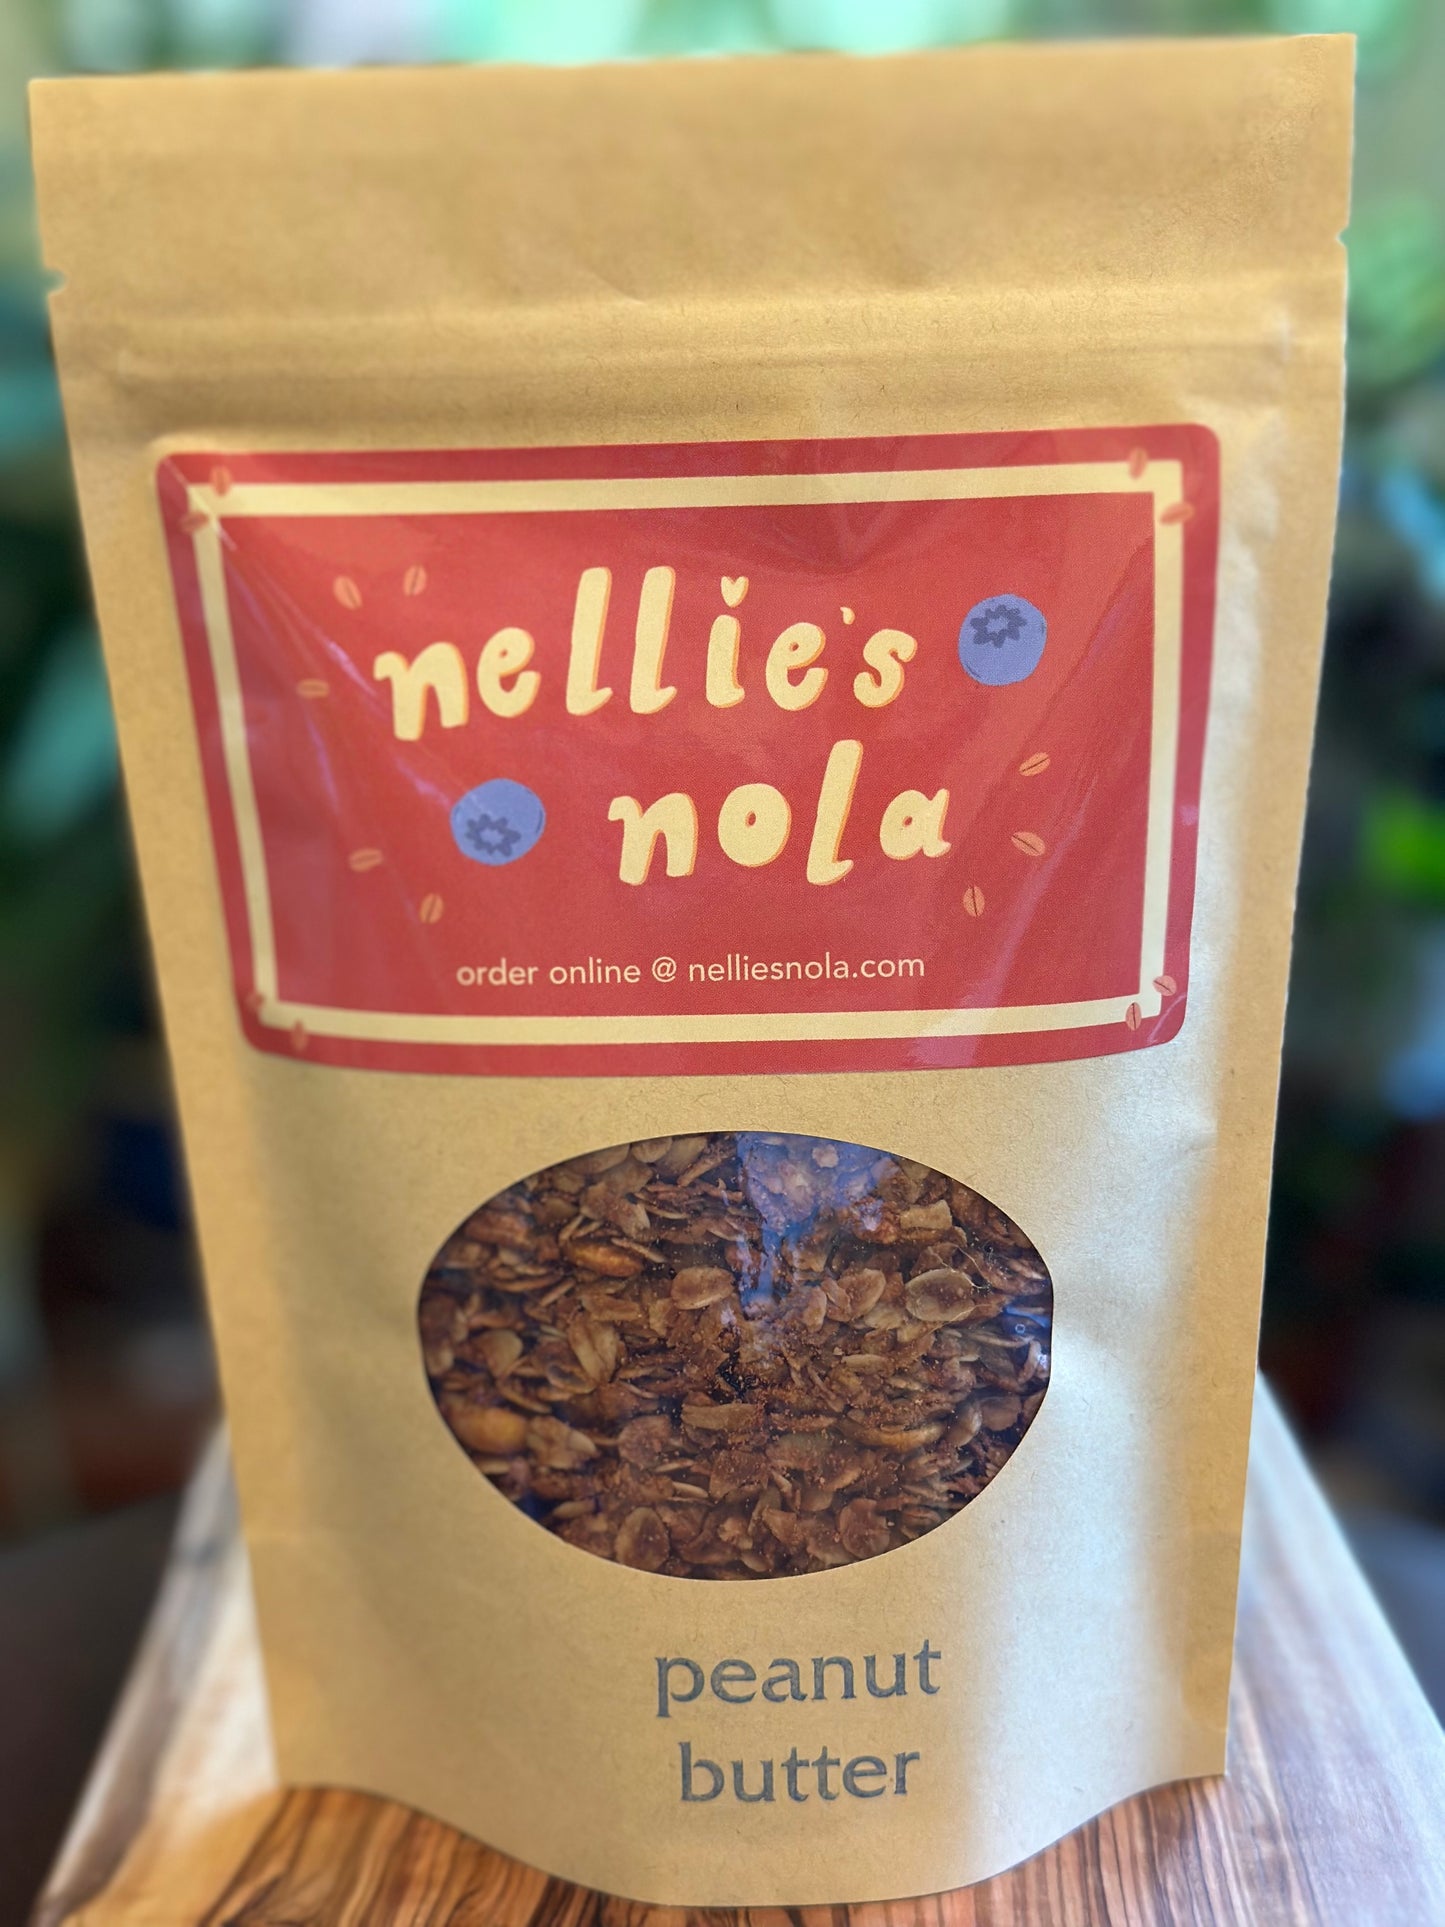 nellie's
nola
order online @ nelliesnola.com
peanut
butter